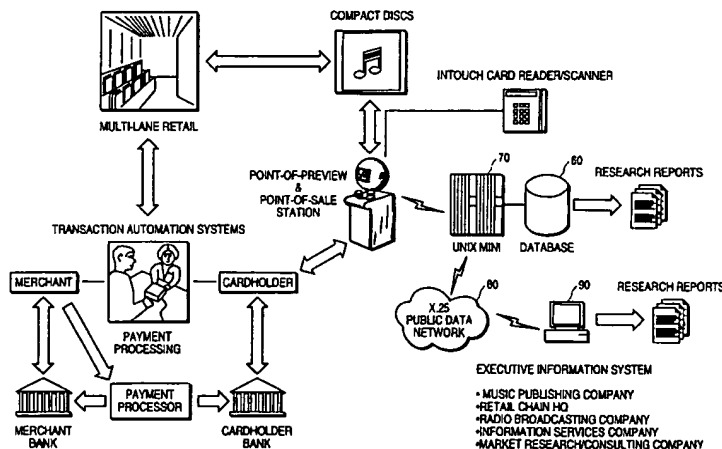 COMPACT DISCS
INTOUCH CARD READER/SCANNER
MULTI-LANE RETAIL
POINT-OF-PREVIEW
&
POINT-OF-SALE
STATION
70
60
RESEARCH REPORTS
UNIX MINI
DATABASE
TRANSACTION AUTOMATION SYSTEMS
MERCHANT
CARDHOLDER
PAYMENT
PROCESSING
80
X.25
PUBLIC DATA
NETWORK
90
RESEARCH REPORTS
EXECUTIVE INFORMATION SYSTEM
• MUSIC PUBLISHING COMPANY
•RETAIL CHAIN HQ
•RADIO BROADCASTING COMPANY
•INFORMATION SERVICES COMPANY
•MARKET RESEARCH/CONSULTING COMPANY
PAYMENT
PROCESSOR
MERCHANT
BANK
CARDHOLDER
BANK